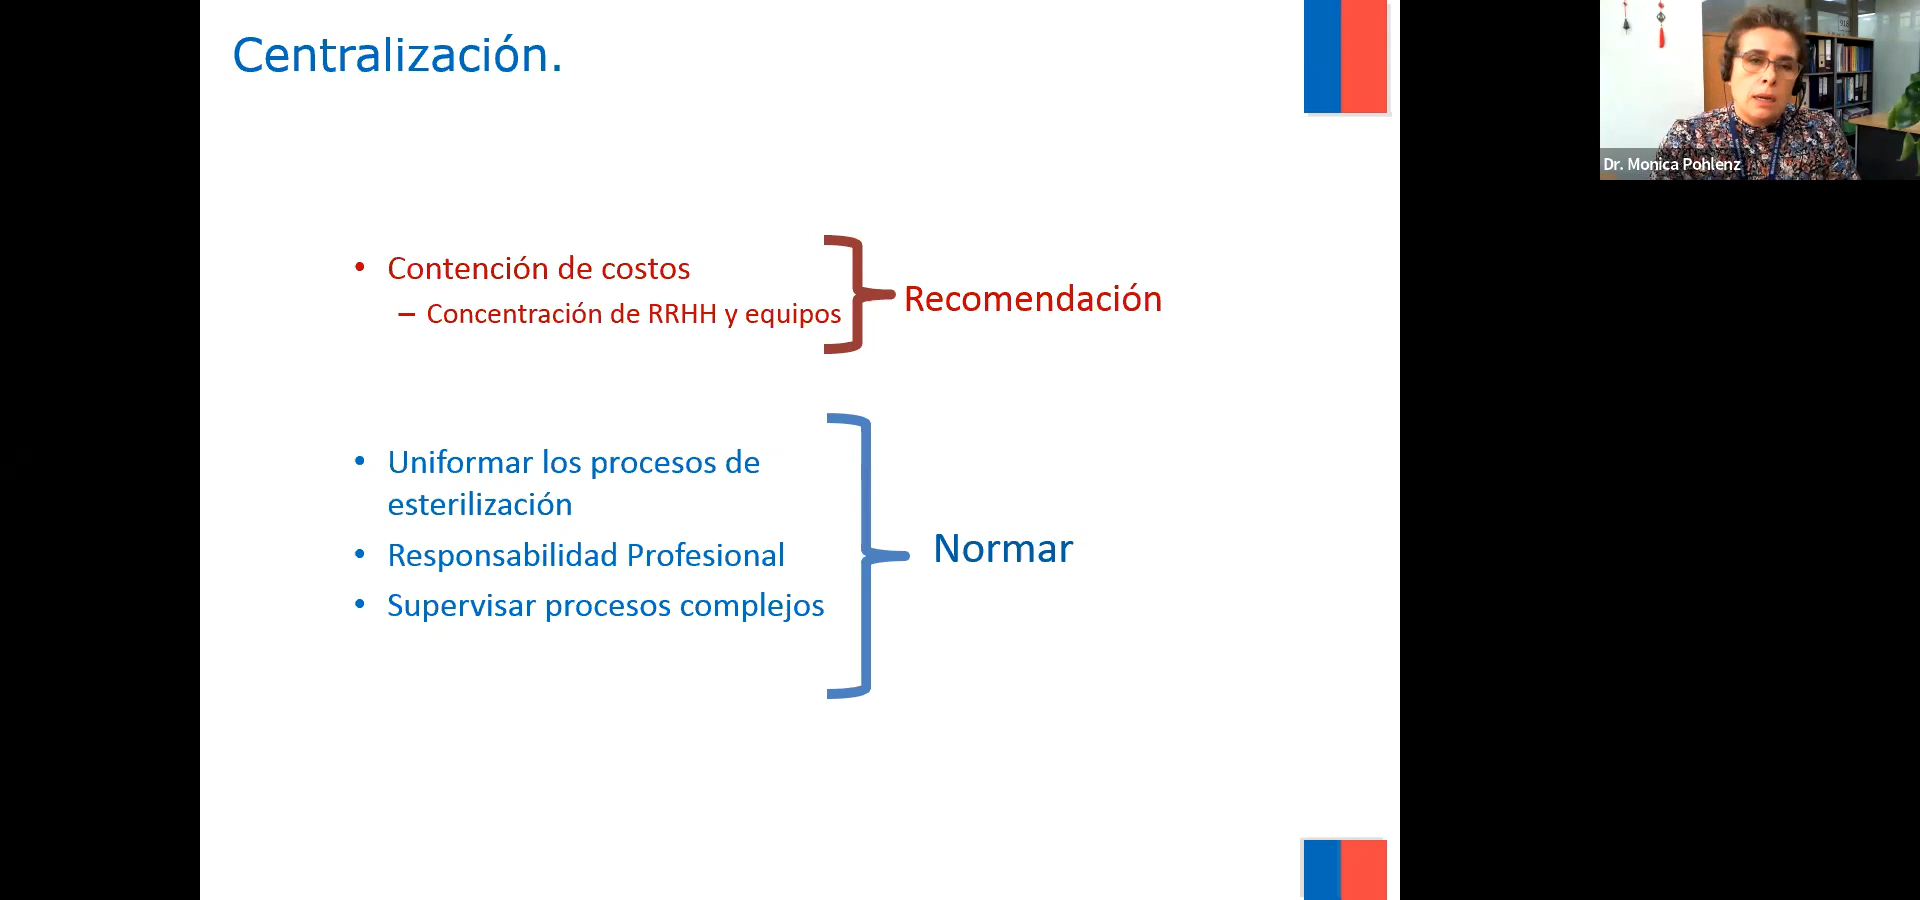 Centralización.
Dr. Monica Pohlenz
• Contención de costos
– Concentración de RRHH y equipos
Recomendación
• Uniformar los procesos de
esterilización
• Responsabilidad Profesional
• Supervisar procesos complejos
Normar